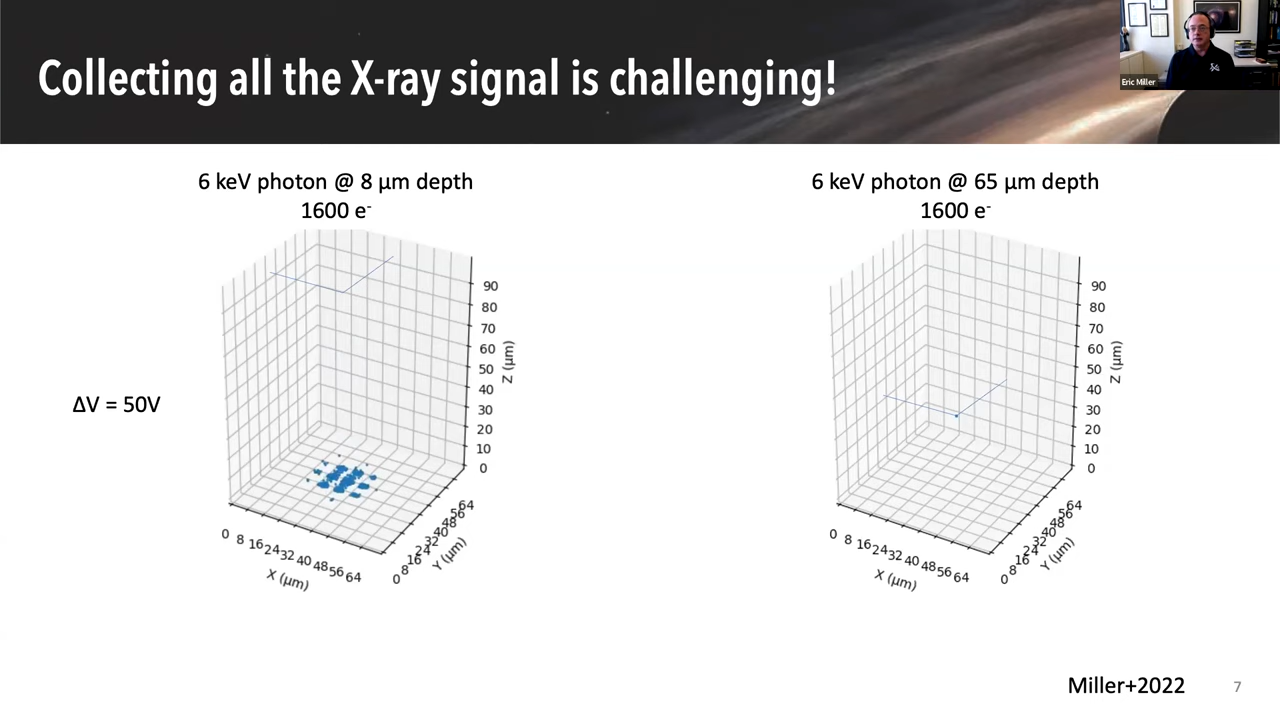 Collecting all the X-ray signal is challenging!
Eric Miller
6 keV photon @ 8 µm depth
1600 e⁻
6 keV photon @ 65 µm depth
1600 e⁻
ΔV = 50V
90
80
70
60
50
40
30
20
10
0
Z (µm)
64
56
48
40
32
24
16
8
0
Y (µm)
0 8 16 24 32 40 48 56 64
X (µm)
90
80
70
60
50
40
30
20
10
0
Z (µm)
64
56
48
40
32
24
16
8
0
Y (µm)
0 8 16 24 32 40 48 56 64
X (µm)
Miller+2022
7